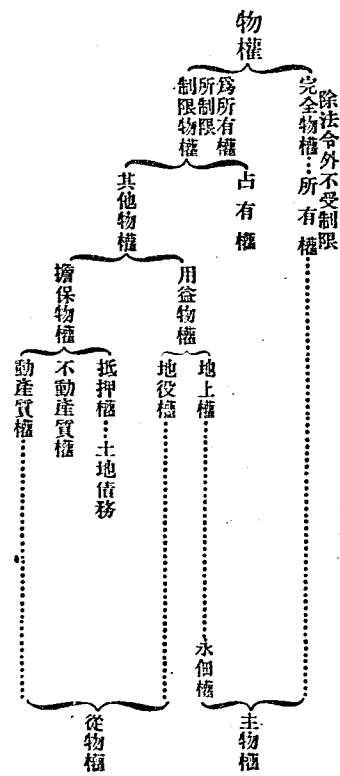 物權
除法令外不受制限
完全物權…所有權
爲所有權
所制限
制限物權
占有權
其他物權
用益物權
擔保物權
地上權
永佃權
地役權
抵押權…土地債務
不動產質權
動產質權
主物權
從物權